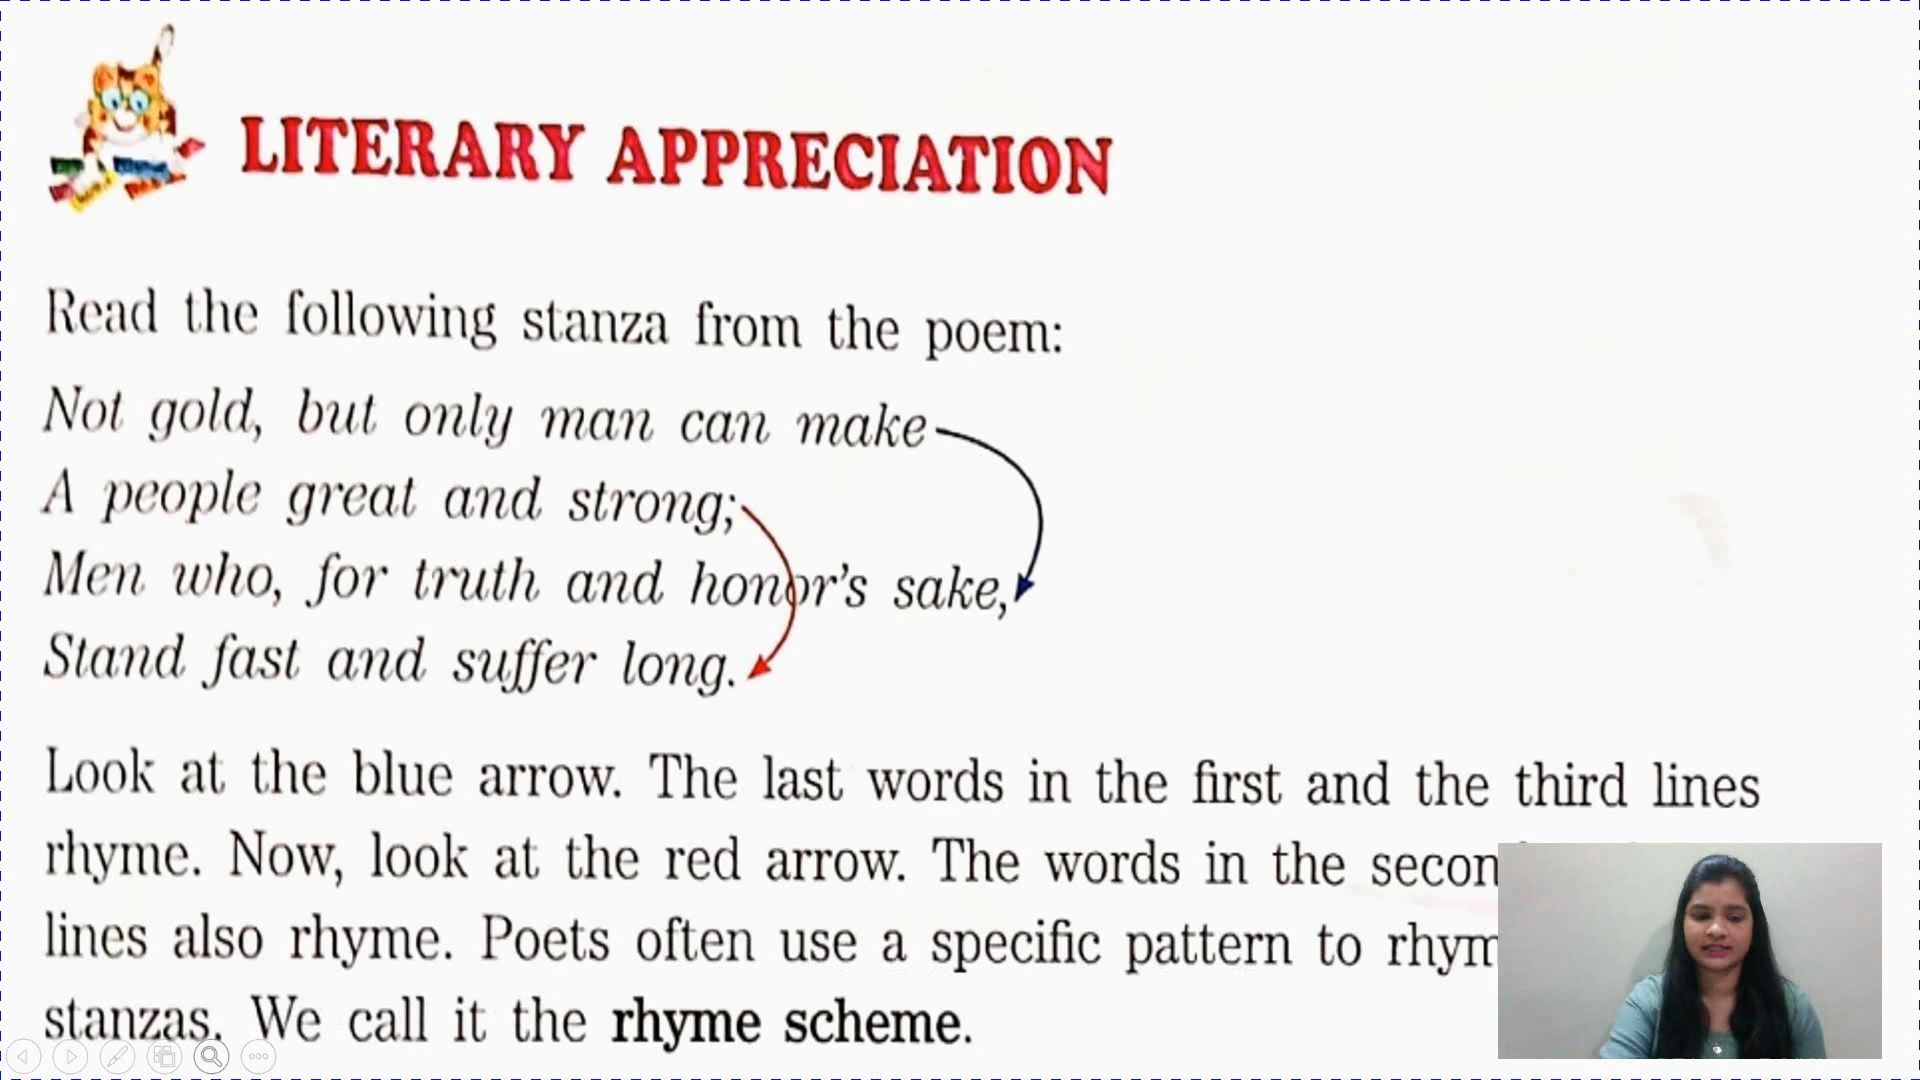 LITERARY APPRECIATION
Read the following stanza from the poem:
Not gold, but only man can make
A people great and strong;
Men who, for truth and honor's sake,
Stand fast and suffer long.
Look at the blue arrow. The last words in the first and the third lines
rhyme. Now, look at the red arrow. The words in the
lines also rhyme. Poets often use a specific pattern to
stanzas. We call it the rhyme scheme.